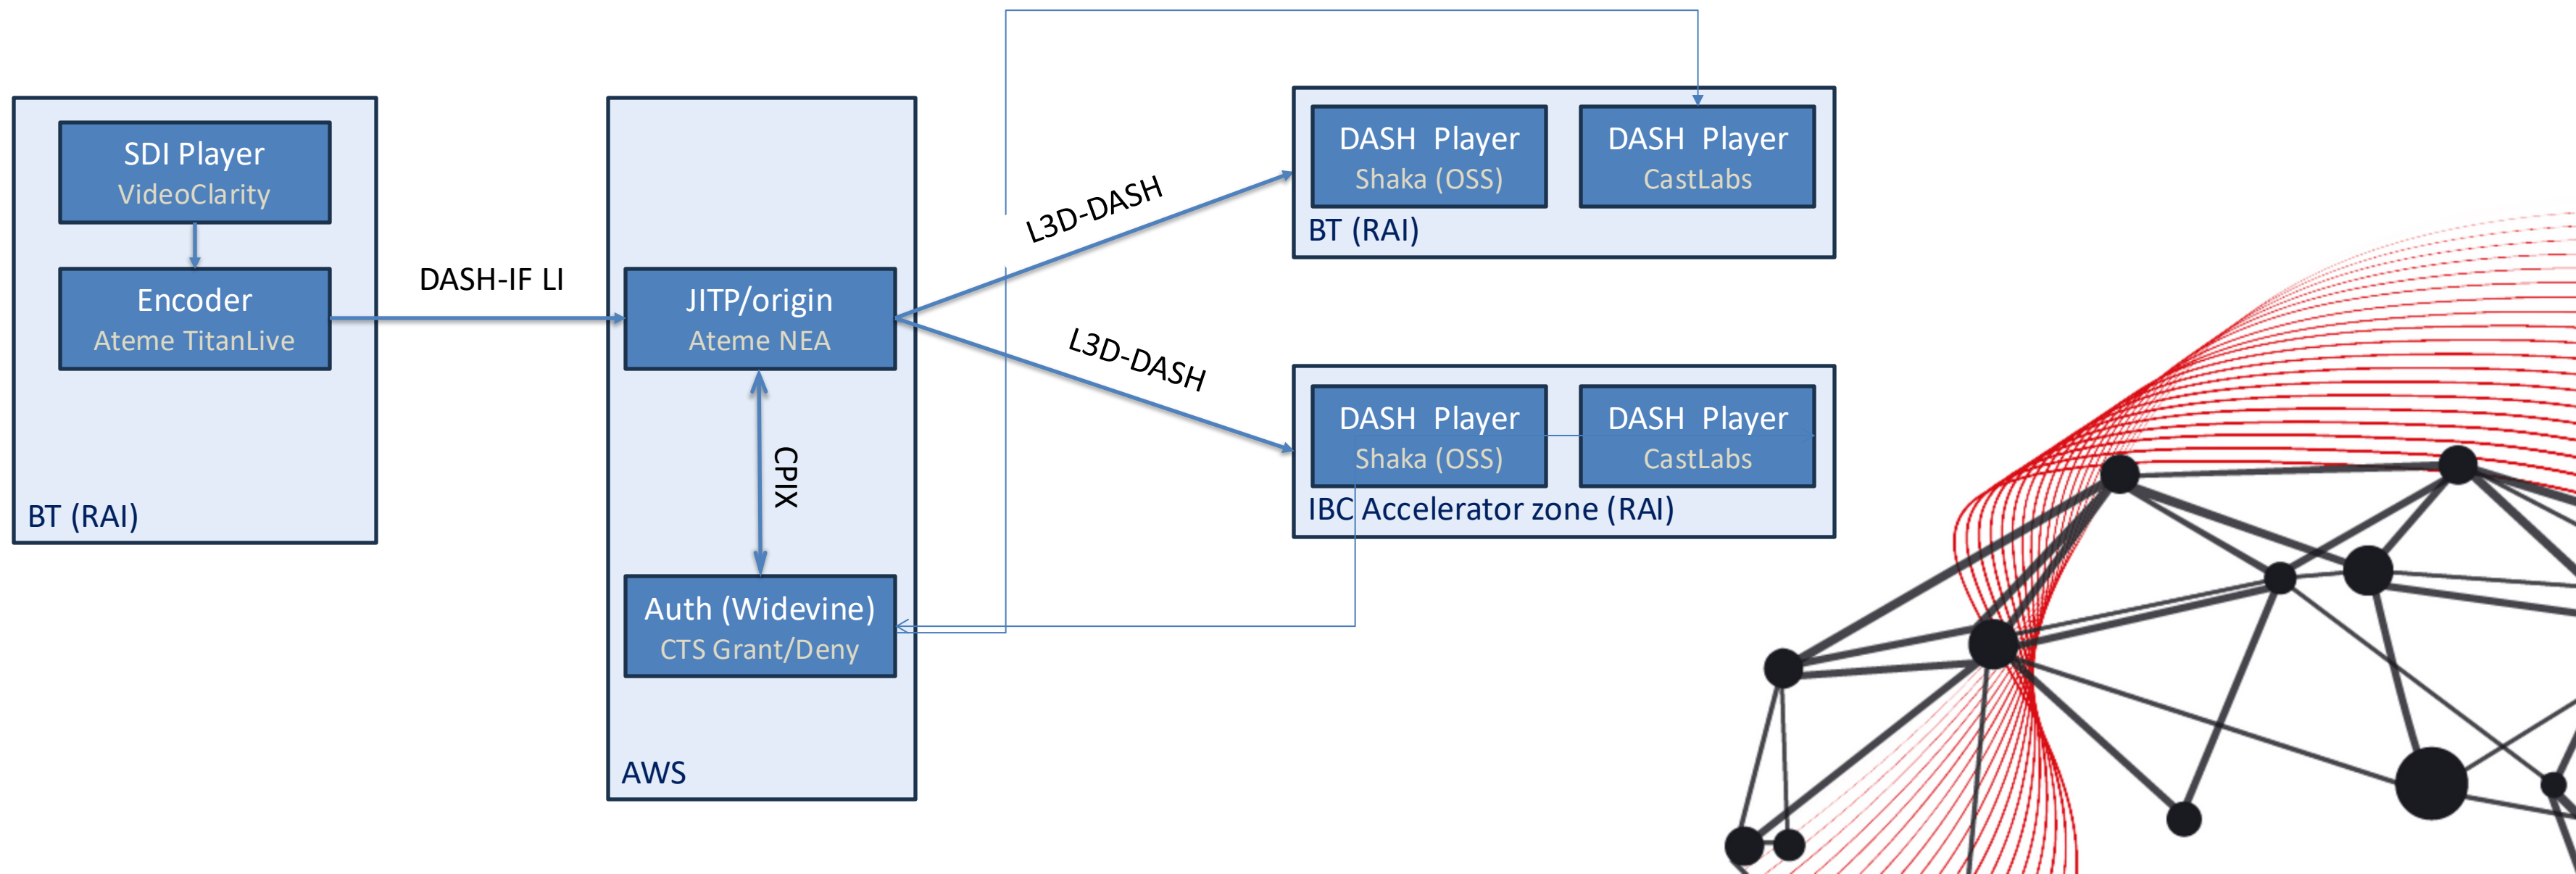 SDI Player
VideoClarity
Encoder
Ateme TitanLive
BT (RAI)
DASH-IF LI
JITP/origin
Ateme NEA
CPIX
Auth (Widevine)
CTS Grant/Deny
AWS
L3D-DASH
L3D-DASH
DASH Player
Shaka (OSS)
DASH Player
CastLabs
BT (RAI)
DASH Player
Shaka (OSS)
DASH Player
CastLabs
IBC Accelerator zone (RAI)